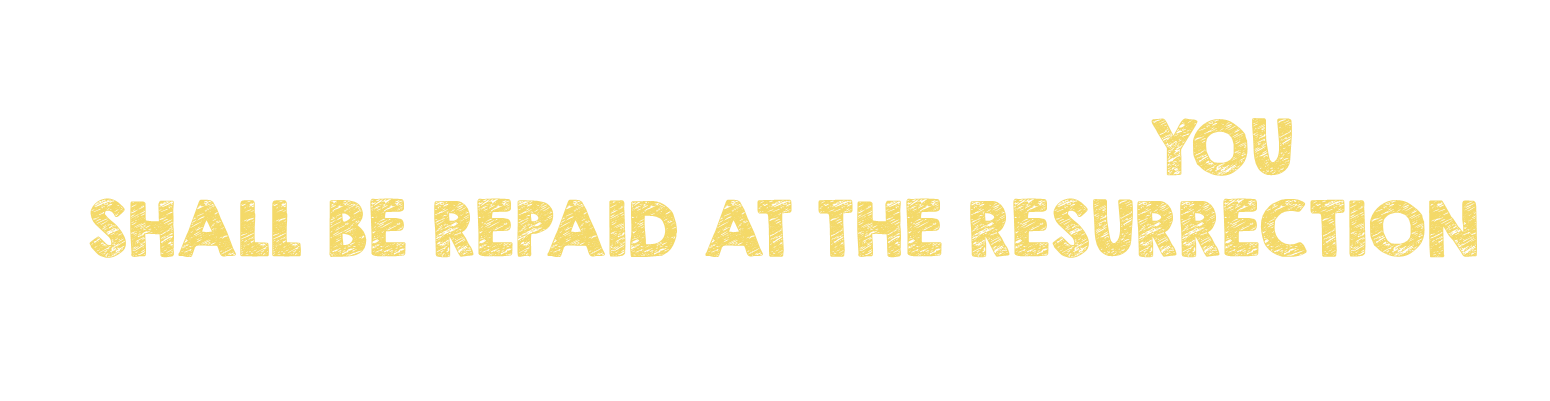 YOU
SHALL BE REPAID AT THE RESURRECTION